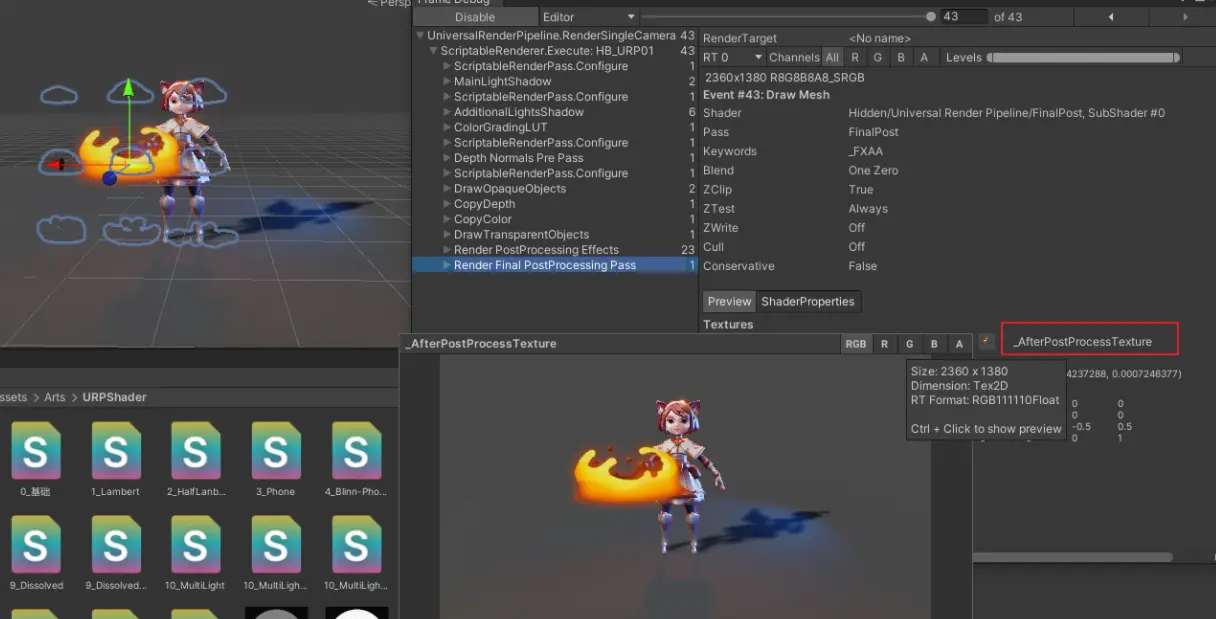 Persp
Frame Debug
Disable
Editor
43
of 43
UniversalRenderPipeline.RenderSingleCamera 43
ScriptableRenderer.Execute: HB_URP01 43
ScriptableRenderPass.Configure 1
MainLightShadow 2
ScriptableRenderPass.Configure 1
AdditionalLightsShadow 6
ColorGradingLUT 1
ScriptableRenderPass.Configure 1
Depth Normals Pre Pass 1
ScriptableRenderPass.Configure 1
DrawOpaqueObjects 2
CopyDepth 1
CopyColor 1
DrawTransparentObjects 1
Render PostProcessing Effects 23
Render Final PostProcessing Pass 1
RenderTarget <No name>
RT 0 Channels All R G B A Levels
2360x1380 R8G8B8A8_SRGB
Event #43: Draw Mesh
Shader Hidden/Universal Render Pipeline/FinalPost, SubShader #0
Pass FinalPost
Keywords _FXAA
Blend One Zero
ZClip True
ZTest Always
ZWrite Off
Cull Off
Conservative False
Preview ShaderProperties
Textures
_AfterPostProcessTexture RGB R G B A
_AfterPostProcessTexture
Size: 2360 x 1380
Dimension: Tex2D
RT Format: RGB111110Float
Ctrl + Click to show preview
4237288, 0.0007246377)
0 0
0 0
-0.5 0.5
0 1
ssets > Arts > URPShader
S S S S S
0_基础 1_Lambert 2_HalfLanb... 3_Phone 4_Blinn-Pho...
S S S S S
9_Dissolved 9_Dissolved... 10_MultiLight 10_MultiLigh... 10_MultiLigh...